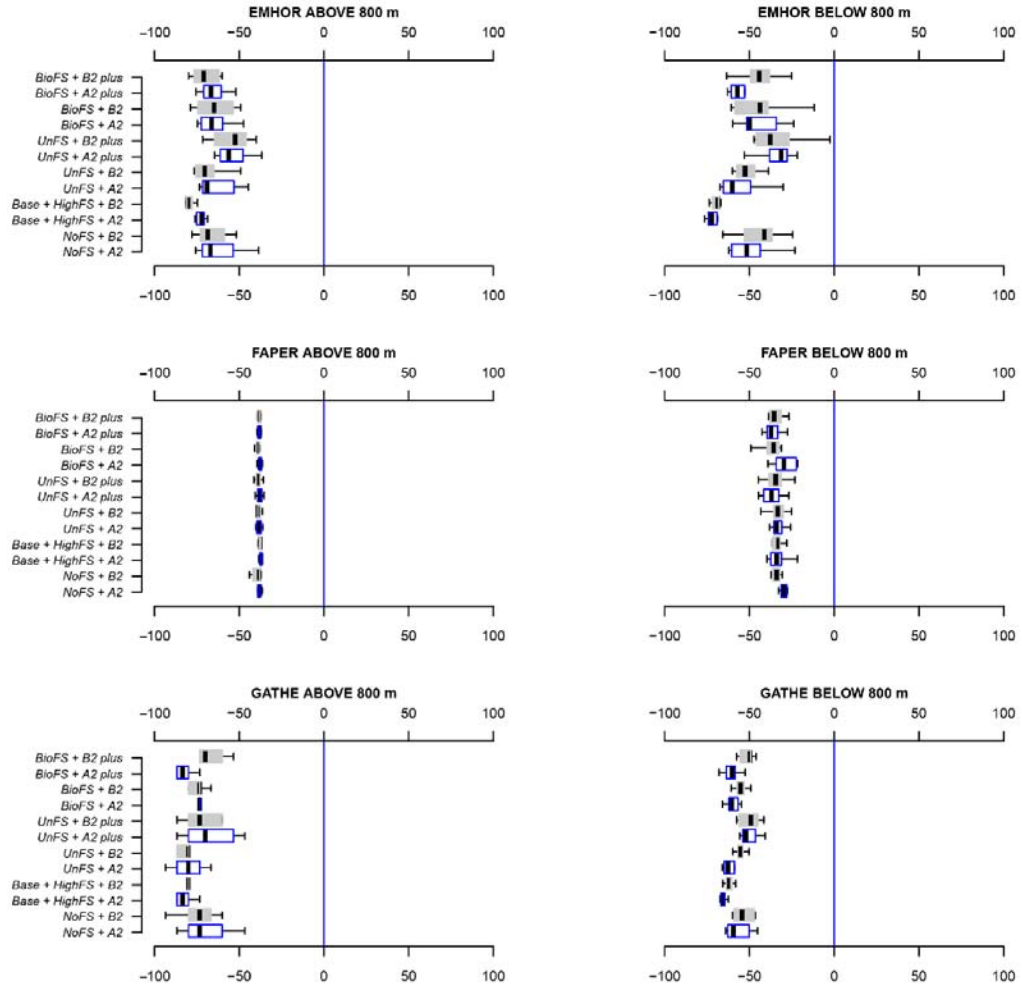 EMHOR ABOVE 800 m
−100 −50 0 50 100
BioFS + B2 plus
BioFS + A2 plus
BioFS + B2
BioFS + A2
UnFS + B2 plus
UnFS + A2 plus
UnFS + B2
UnFS + A2
Base + HighFS + B2
Base + HighFS + A2
NoFS + B2
NoFS + A2
−100 −50 0 50 100
EMHOR BELOW 800 m
−100 −50 0 50 100
−100 −50 0 50 100
FAPER ABOVE 800 m
−100 −50 0 50 100
BioFS + B2 plus
BioFS + A2 plus
BioFS + B2
BioFS + A2
UnFS + B2 plus
UnFS + A2 plus
UnFS + B2
UnFS + A2
Base + HighFS + B2
Base + HighFS + A2
NoFS + B2
NoFS + A2
−100 −50 0 50 100
FAPER BELOW 800 m
−100 −50 0 50 100
−100 −50 0 50 100
GATHE ABOVE 800 m
−100 −50 0 50 100
BioFS + B2 plus
BioFS + A2 plus
BioFS + B2
BioFS + A2
UnFS + B2 plus
UnFS + A2 plus
UnFS + B2
UnFS + A2
Base + HighFS + B2
Base + HighFS + A2
NoFS + B2
NoFS + A2
−100 −50 0 50 100
GATHE BELOW 800 m
−100 −50 0 50 100
−100 −50 0 50 100